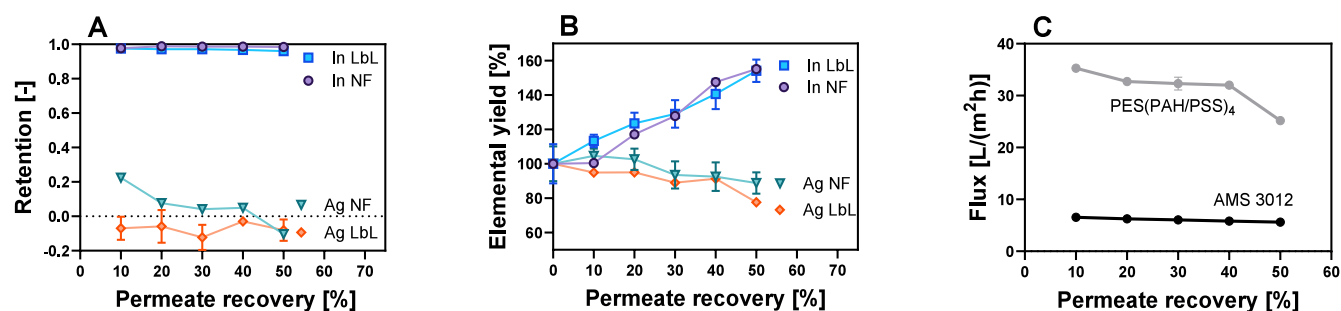 A
Retention [-]
1.0
0.8
0.6
0.4
0.2
0.0
-0.2
In LbL
In NF
Ag NF
Ag LbL
0 10 20 30 40 50 60 70
Permeate recovery [%]
B
Elemental yield [%]
160
140
120
100
80
60
In LbL
In NF
Ag NF
Ag LbL
0 10 20 30 40 50 60 70
Permeate recovery [%]
C
Flux [L/(m²h)]
40
30
20
10
0
PES(PAH/PSS)₄
AMS 3012
0 10 20 30 40 50 60
Permeate recovery [%]